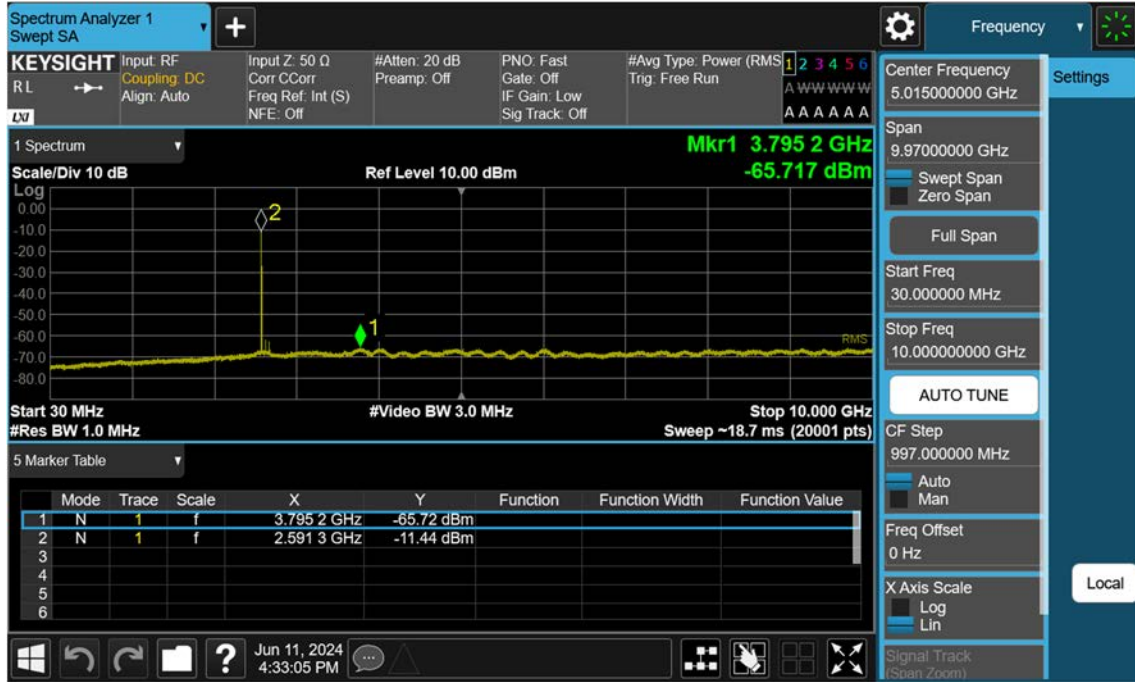 Spectrum Analyzer 1
Swept SA
Frequency
KEYSIGHT
R L
LXI
Input: RF
Coupling: DC
Align: Auto
Input Z: 50 Ω
Corr CCorr
Freq Ref: Int (S)
NFE: Off
#Atten: 20 dB
Preamp: Off
PNO: Fast
Gate: Off
IF Gain: Low
Sig Track: Off
#Avg Type: Power (RMS
Trig: Free Run
1 2 3 4 5 6
A W W W W W
A A A A A A
1 Spectrum
Scale/Div 10 dB
Ref Level 10.00 dBm
Mkr1 3.795 2 GHz
-65.717 dBm
Log
0.00
-10.0
-20.0
-30.0
-40.0
-50.0
-60.0
-70.0
-80.0
2
1
RMS
Start 30 MHz
#Video BW 3.0 MHz
Stop 10.000 GHz
#Res BW 1.0 MHz
Sweep ~18.7 ms (20001 pts)
5 Marker Table
Mode Trace Scale X Y Function Function Width Function Value
1 N 1 f 3.795 2 GHz -65.72 dBm
2 N 1 f 2.591 3 GHz -11.44 dBm
3
4
5
6
?
Jun 11, 2024
4:33:05 PM
Center Frequency
5.015000000 GHz
Settings
Span
9.97000000 GHz
Swept Span
Zero Span
Full Span
Start Freq
30.000000 MHz
Stop Freq
10.000000000 GHz
AUTO TUNE
CF Step
997.000000 MHz
Auto
Man
Freq Offset
0 Hz
X Axis Scale
Log
Lin
Local
Signal Track
(Span Zoom)